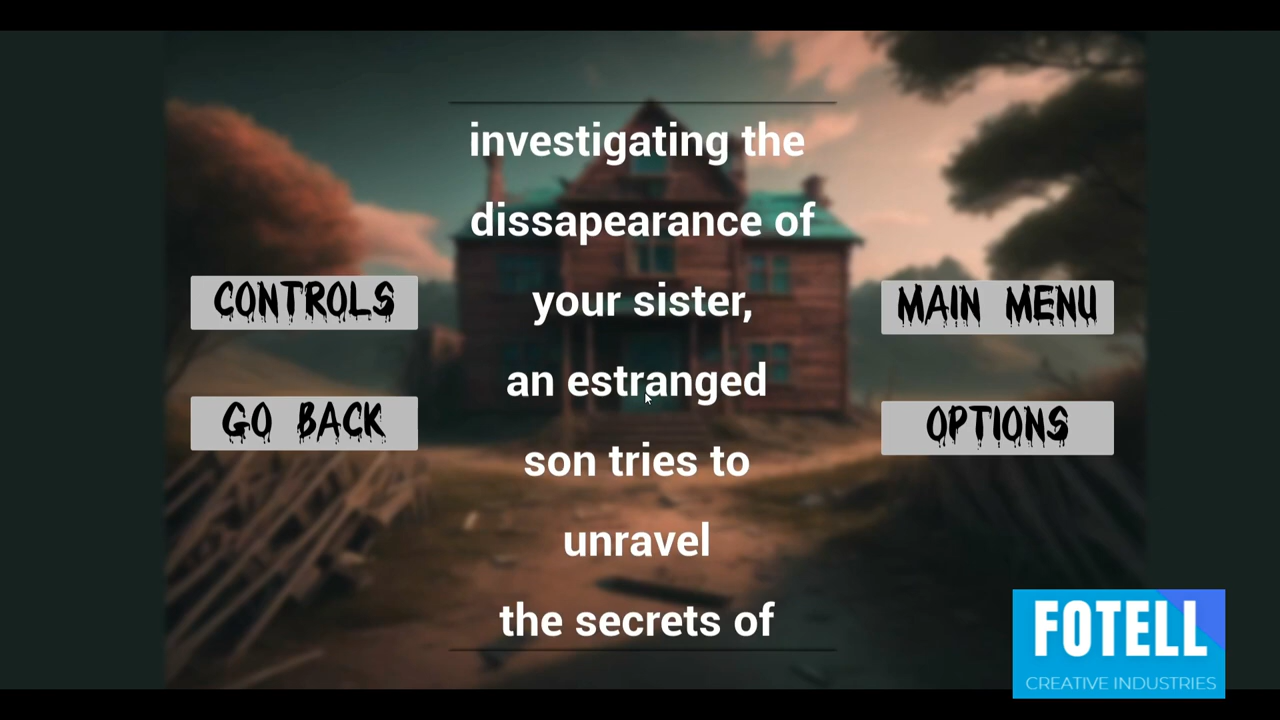 investigating the
dissapearance of
your sister,
an estranged
son tries to
unravel
the secrets of
CONTROLS
GO BACK
MAIN MENU
OPTIONS
FOTELL
CREATIVE INDUSTRIES